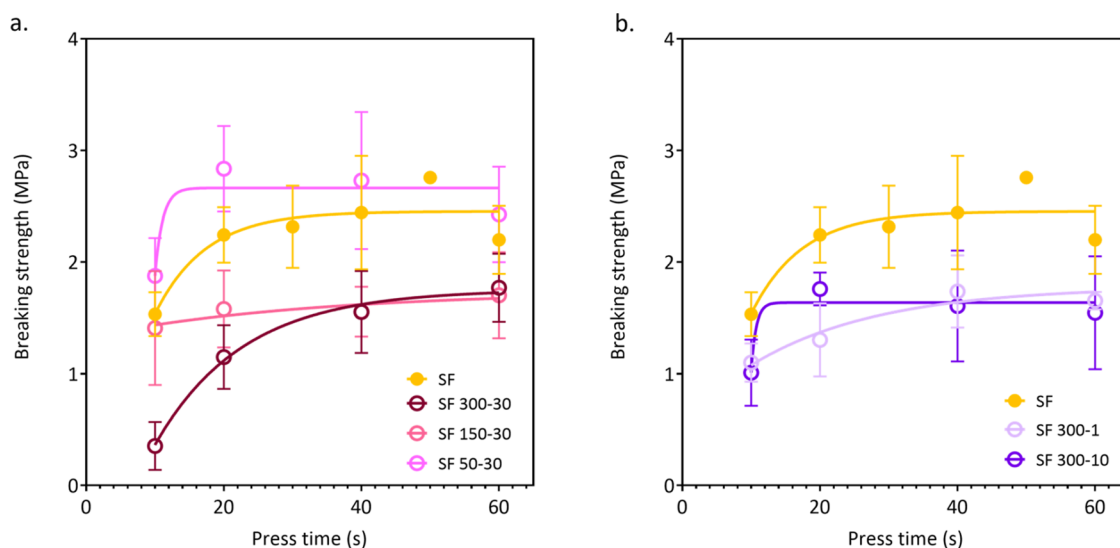 a.
4
3
2
1
0
Breaking strength (MPa)
SF
SF 300-30
SF 150-30
SF 50-30
0
20
40
60
Press time (s)
b.
4
3
2
1
0
Breaking strength (MPa)
SF
SF 300-1
SF 300-10
0
20
40
60
Press time (s)